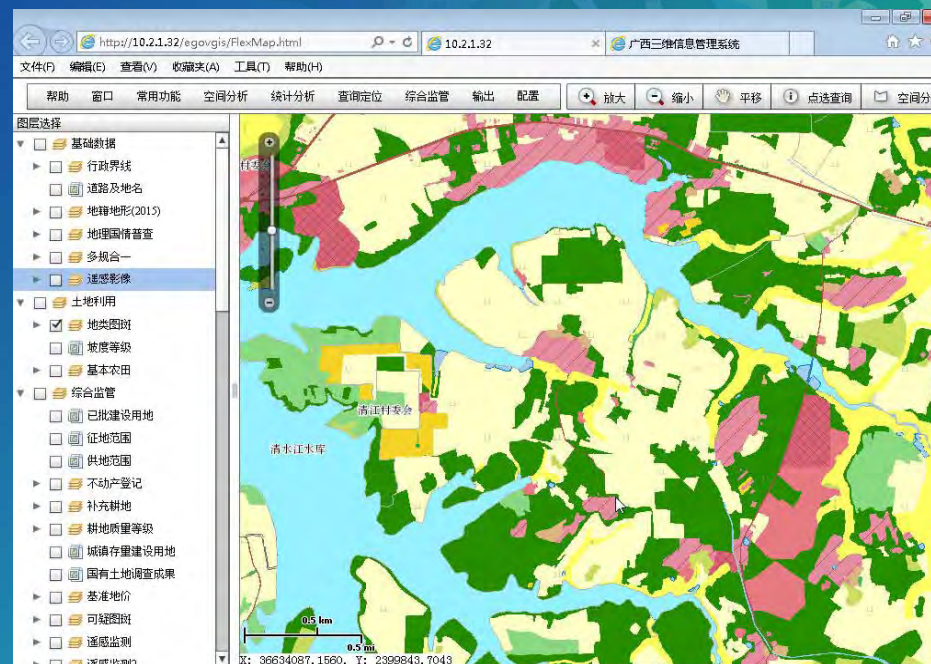 http://10.2.1.32/egovgis/FlexMap.html
10.2.1.32
广西三维信息管理系统
文件(F) 编辑(E) 查看(V) 收藏夹(A) 工具(T) 帮助(H)
帮助 窗口 常用功能 空间分析 统计分析 查询定位 综合监管 输出 配置 放大 缩小 平移 点选查询 空间分
图层选择
基础数据
行政界线
道路及地名
地籍地形(2015)
地理国情普查
多规合一
遥感影像
土地利用
地类图斑
坡度等级
基本农田
综合监管
已批建设用地
征地范围
供地范围
不动产登记
补充耕地
耕地质量等级
城镇存量建设用地
国有土地调查成果
基准地价
可疑图斑
遥感监测
村委会
清江村委会
清水江水库
0.5 km
0.5 mi
X: 36634087.1560, Y: 2399843.7043